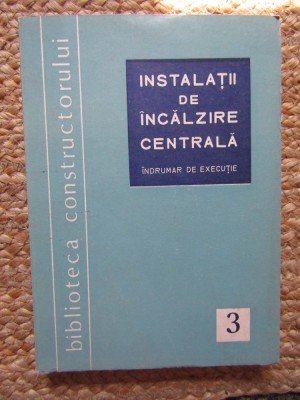 biblioteca constructorului
INSTALAȚII
DE
ÎNCĂLZIRE
CENTRALĂ
ÎNDRUMAR DE EXECUȚIE
3